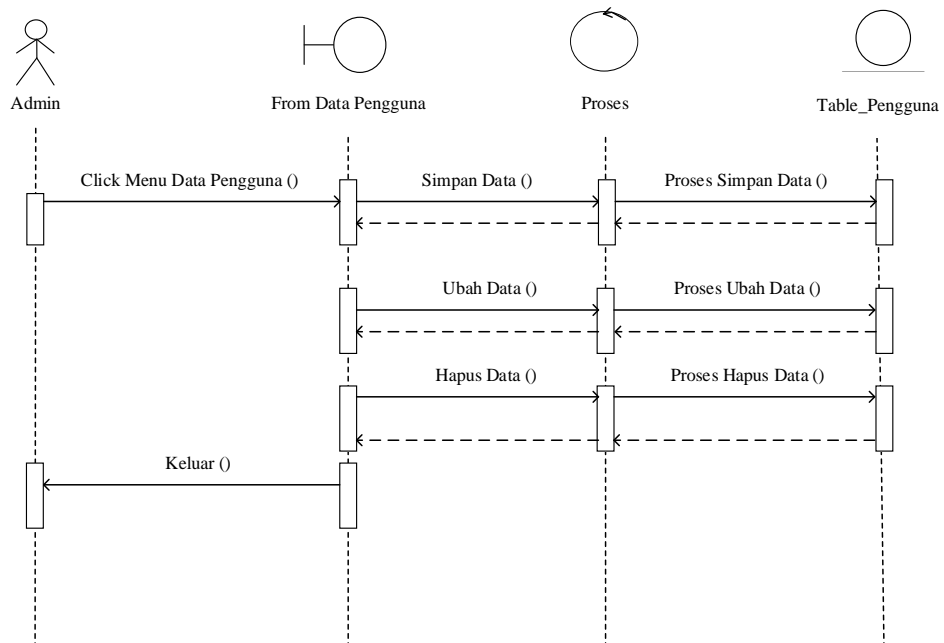 Admin
From Data Pengguna
Proses
Table_Pengguna
Click Menu Data Pengguna ()
Simpan Data ()
Proses Simpan Data ()
Ubah Data ()
Proses Ubah Data ()
Hapus Data ()
Proses Hapus Data ()
Keluar ()